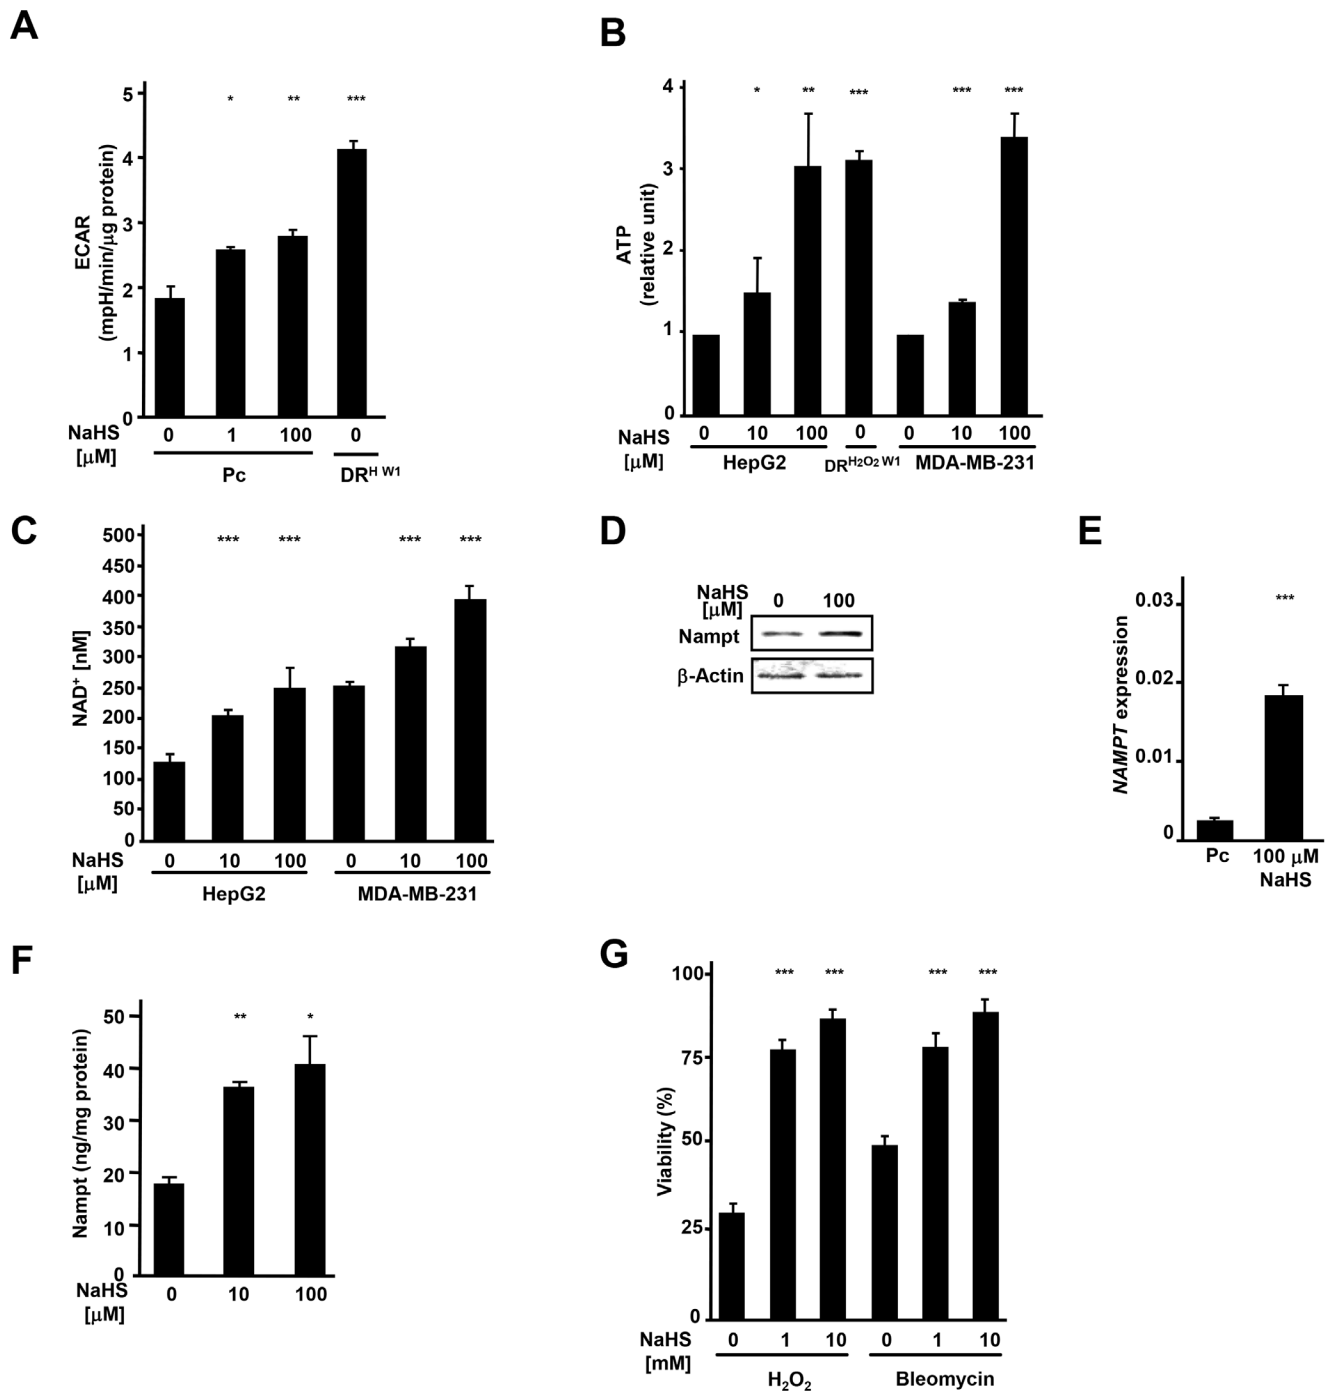 A
5
4
3
2
1
0
ECAR
(mpH/min/µg protein)
* ** ***
NaHS
[µM]
0 1 100 0
Pc DR^H W1
B
4
3
2
1
0
ATP
(relative unit)
* ** *** *** ***
NaHS
[µM]
0 10 100 0 0 10 100
HepG2 DR^H₂O₂ W1 MDA-MB-231
C
500
450
400
350
300
250
200
150
100
50
0
NAD⁺ [nM]
*** *** *** ***
NaHS
[µM]
0 10 100 0 10 100
HepG2 MDA-MB-231
D
NaHS
[µM]
0 100
Nampt
β-Actin
E
0.03
0.02
0.01
0
NAMPT expression
***
Pc 100 µM
NaHS
F
50
40
30
20
10
0
Nampt (ng/mg protein)
** *
NaHS
[µM]
0 10 100
G
100
75
50
25
0
Viability (%)
*** *** *** ***
NaHS
[mM]
0 1 10 0 1 10
H₂O₂ Bleomycin